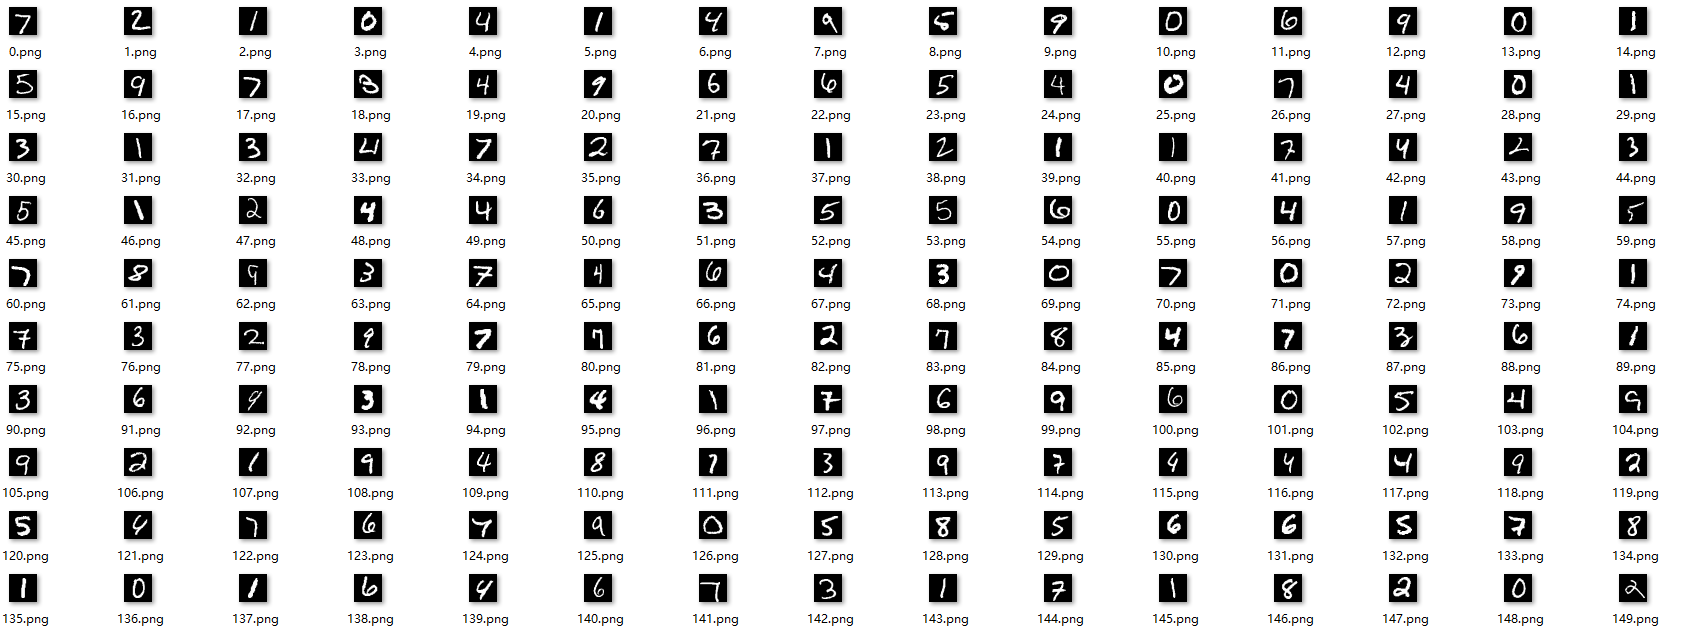 7 2 1 0 4 1 4 9 5 9 0 6 9 0 1
0.png 1.png 2.png 3.png 4.png 5.png 6.png 7.png 8.png 9.png 10.png 11.png 12.png 13.png 14.png
5 9 7 3 4 9 6 6 5 4 0 7 4 0 1
15.png 16.png 17.png 18.png 19.png 20.png 21.png 22.png 23.png 24.png 25.png 26.png 27.png 28.png 29.png
3 1 3 4 7 2 7 1 2 1 1 7 4 2 3
30.png 31.png 32.png 33.png 34.png 35.png 36.png 37.png 38.png 39.png 40.png 41.png 42.png 43.png 44.png
5 1 2 4 4 6 3 5 5 6 0 4 1 9 5
45.png 46.png 47.png 48.png 49.png 50.png 51.png 52.png 53.png 54.png 55.png 56.png 57.png 58.png 59.png
7 8 9 3 7 4 6 4 3 0 7 0 2 9 1
60.png 61.png 62.png 63.png 64.png 65.png 66.png 67.png 68.png 69.png 70.png 71.png 72.png 73.png 74.png
7 3 2 9 7 7 6 2 7 8 4 7 3 6 1
75.png 76.png 77.png 78.png 79.png 80.png 81.png 82.png 83.png 84.png 85.png 86.png 87.png 88.png 89.png
3 6 9 3 1 4 1 7 6 9 6 0 5 4 9
90.png 91.png 92.png 93.png 94.png 95.png 96.png 97.png 98.png 99.png 100.png 101.png 102.png 103.png 104.png
9 2 1 9 4 8 7 3 9 7 4 4 4 9 2
105.png 106.png 107.png 108.png 109.png 110.png 111.png 112.png 113.png 114.png 115.png 116.png 117.png 118.png 119.png
5 4 7 6 7 9 0 5 8 5 6 6 5 7 8
120.png 121.png 122.png 123.png 124.png 125.png 126.png 127.png 128.png 129.png 130.png 131.png 132.png 133.png 134.png
1 0 1 6 4 6 7 3 1 7 1 8 2 0 2
135.png 136.png 137.png 138.png 139.png 140.png 141.png 142.png 143.png 144.png 145.png 146.png 147.png 148.png 149.png